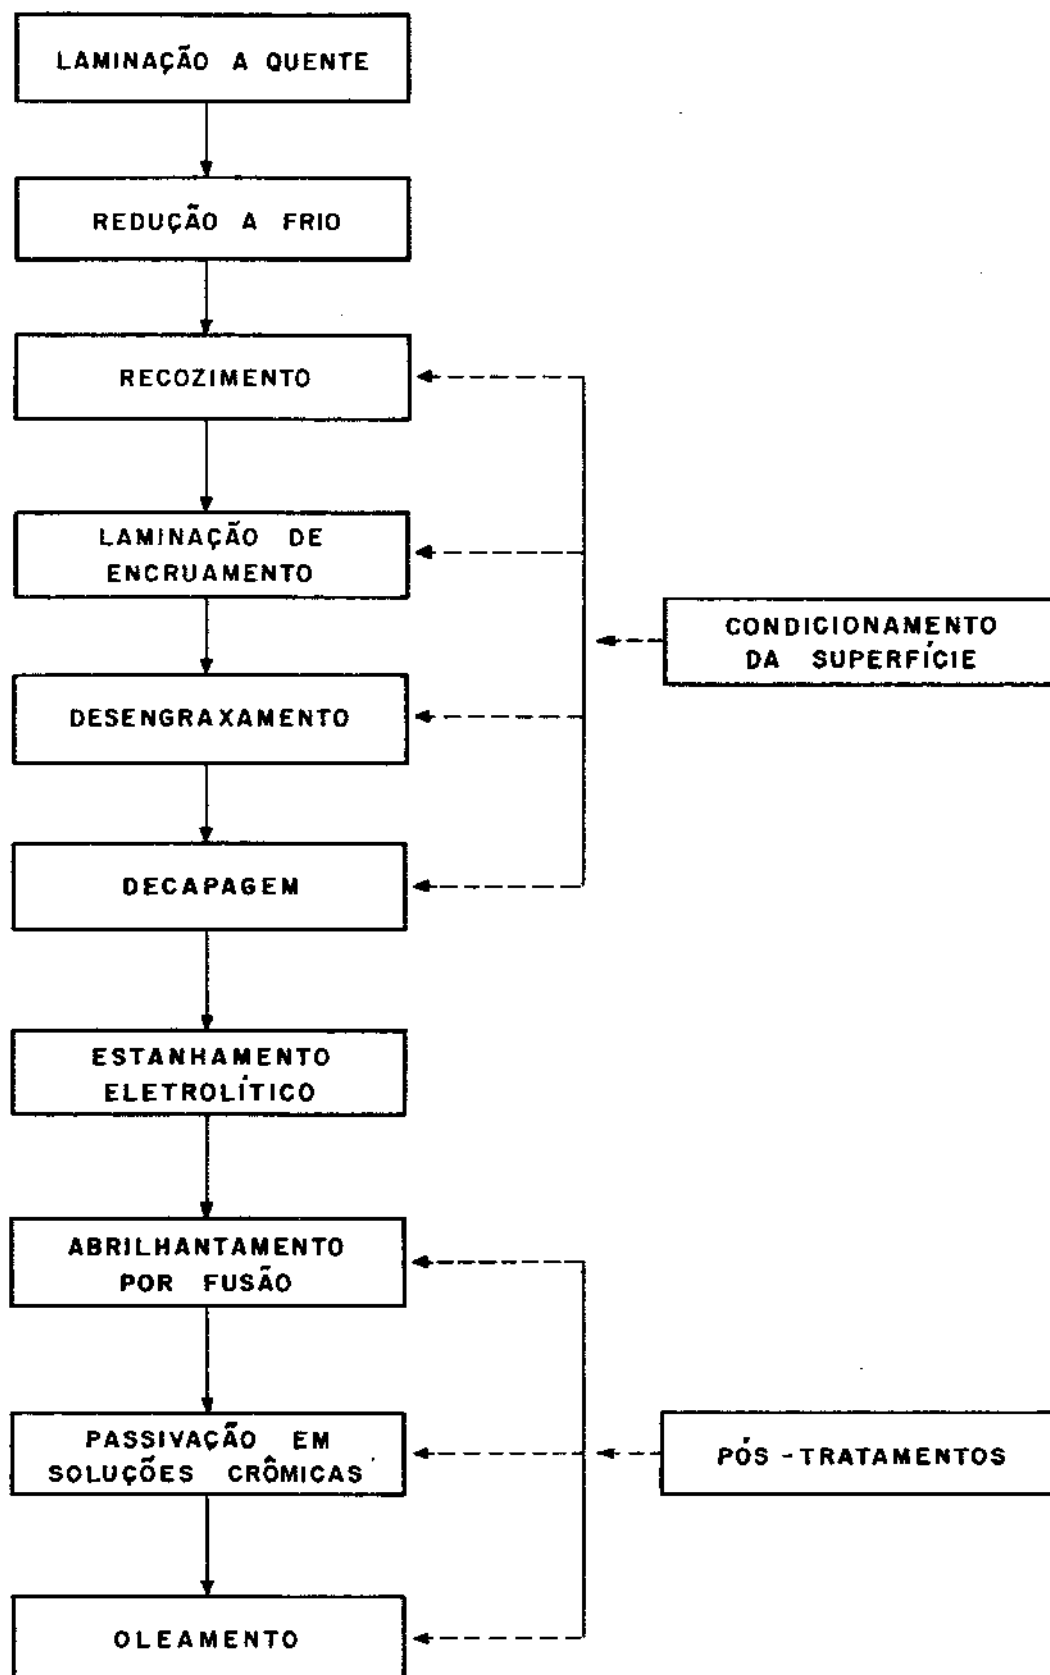 LAMINAÇÃO A QUENTE
REDUÇÃO A FRIO
RECOZIMENTO
LAMINAÇÃO DE
ENCRUAMENTO
CONDICIONAMENTO
DA SUPERFÍCIE
DESENGRAXAMENTO
DECAPAGEM
ESTANHAMENTO
ELETROLÍTICO
ABRILHANTAMENTO
POR FUSÃO
PASSIVAÇÃO EM
SOLUÇÕES CRÔMICAS
PÓS-TRATAMENTOS
OLEAMENTO